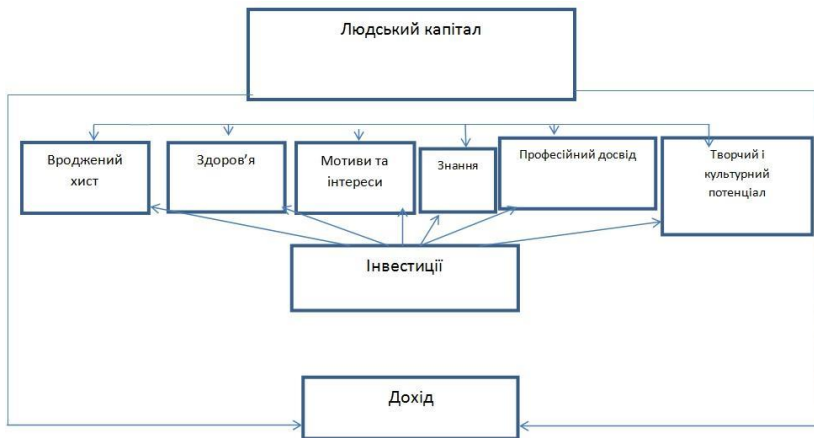 Людський капітал
Вроджений
хист
Здоров’я
Мотиви та
інтереси
Знання
Професійний досвід
Творчий і
культурний
потенціал
Інвестиції
Дохід